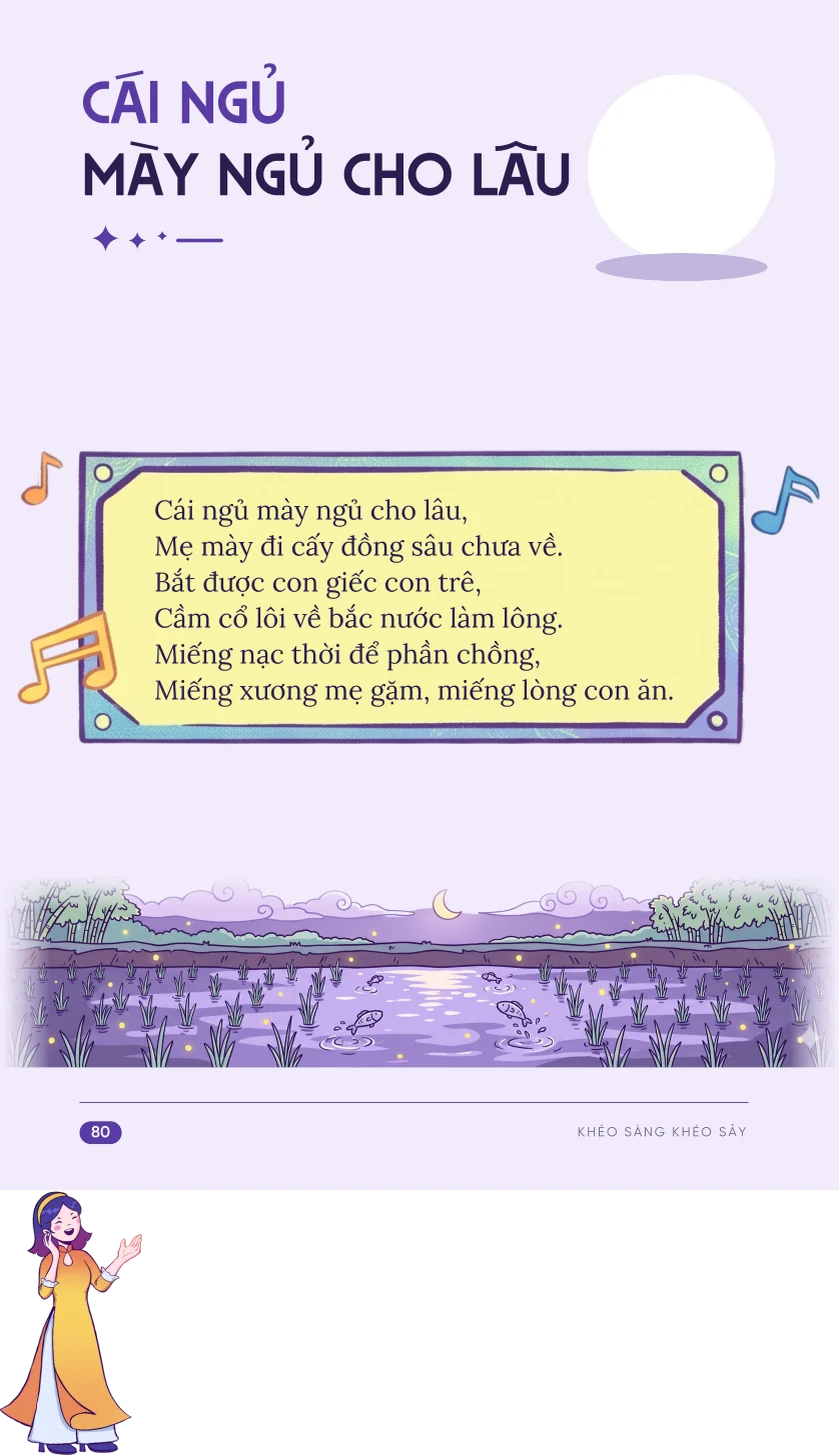 CÁI NGỦ
MÀY NGỦ CHO LÂU
Cái ngủ mày ngủ cho lâu,
Mẹ mày đi cấy đồng sâu chưa về.
Bắt được con giếc con trê,
Cầm cổ lôi về bắc nước làm lông.
Miếng nạc thời để phần chồng,
Miếng xương mẹ gặm, miếng lòng con ăn.
80
KHÉO SÀNG KHÉO SẢY